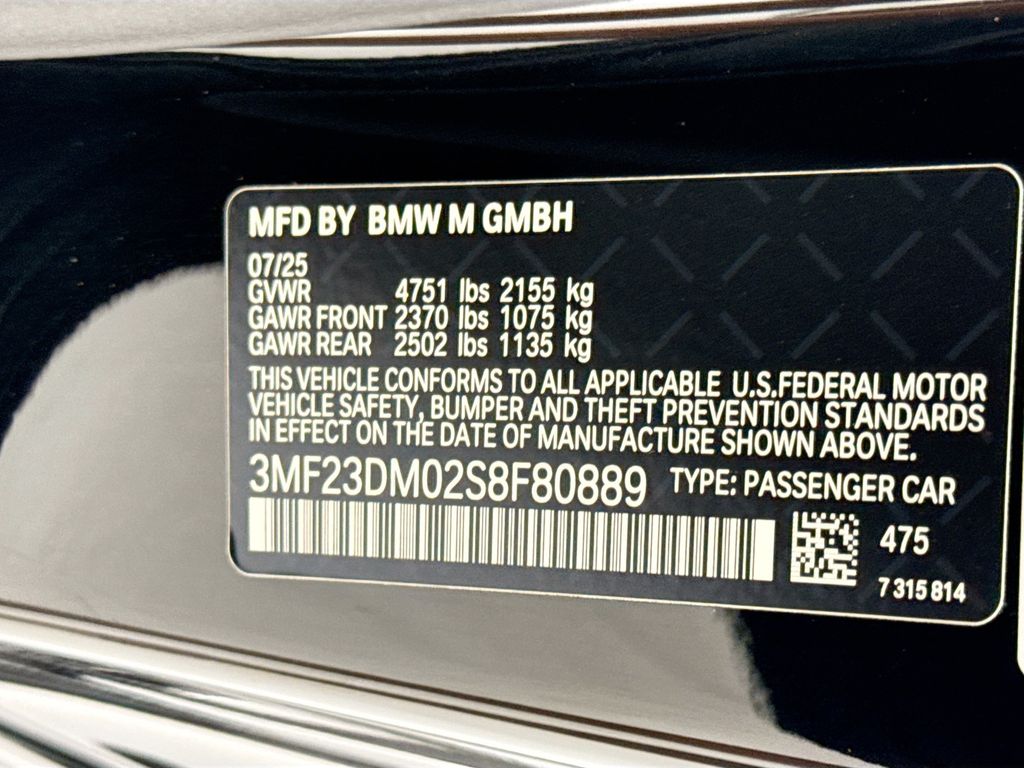 MFD BY BMW M GMBH
07/25
GVWR 4751 lbs 2155 kg
GAWR FRONT 2370 lbs 1075 kg
GAWR REAR 2502 lbs 1135 kg
THIS VEHICLE CONFORMS TO ALL APPLICABLE U.S.FEDERAL MOTOR
VEHICLE SAFETY, BUMPER AND THEFT PREVENTION STANDARDS
IN EFFECT ON THE DATE OF MANUFACTURE SHOWN ABOVE.
3MF23DM02S8F80889 TYPE: PASSENGER CAR
475
7 315 814